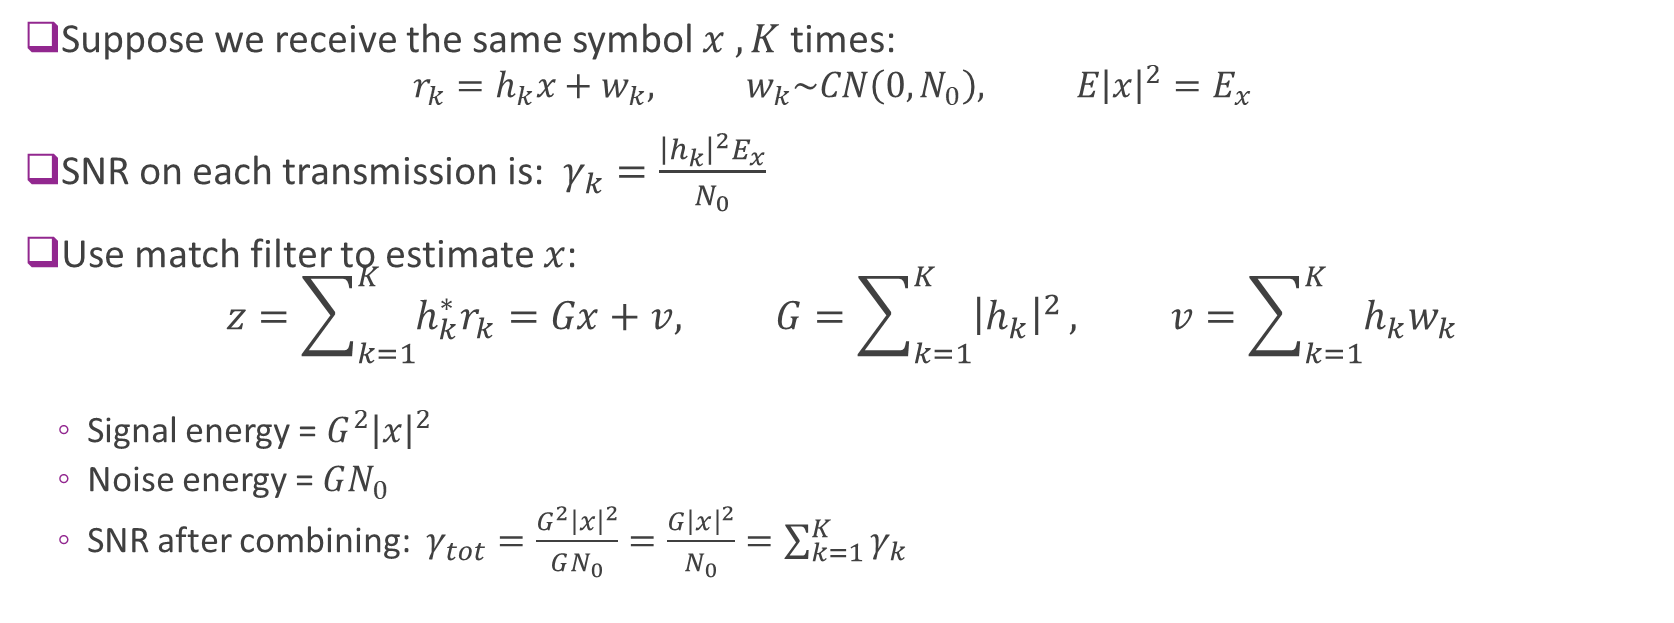 ❑Suppose we receive the same symbol x , K times:
r_k = h_k x + w_k, w_k~CN(0, N_0), E|x|^2 = E_x
❑SNR on each transmission is: γ_k = |h_k|^2 E_x / N_0
❑Use match filter to estimate x:
z = ∑_{k=1}^{K} h_k^* r_k = Gx + v, G = ∑_{k=1}^{K} |h_k|^2 , v = ∑_{k=1}^{K} h_k w_k
◦ Signal energy = G^2|x|^2
◦ Noise energy = GN_0
◦ SNR after combining: γ_{tot} = G^2|x|^2 / GN_0 = G|x|^2 / N_0 = ∑_{k=1}^{K} γ_k